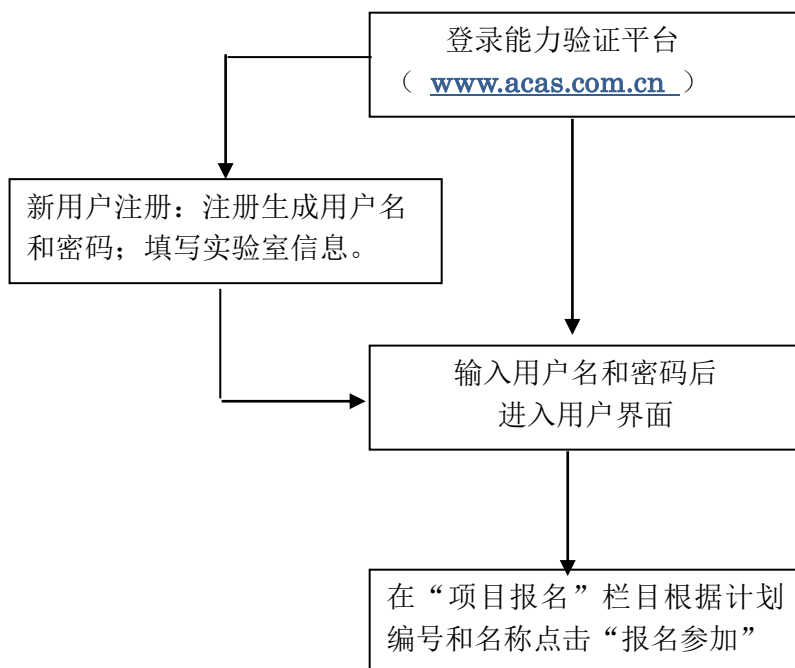 登录能力验证平台
（ www.acas.com.cn ）
新用户注册：注册生成用户名
和密码；填写实验室信息。
输入用户名和密码后
进入用户界面
在“项目报名”栏目根据计划
编号和名称点击“报名参加”